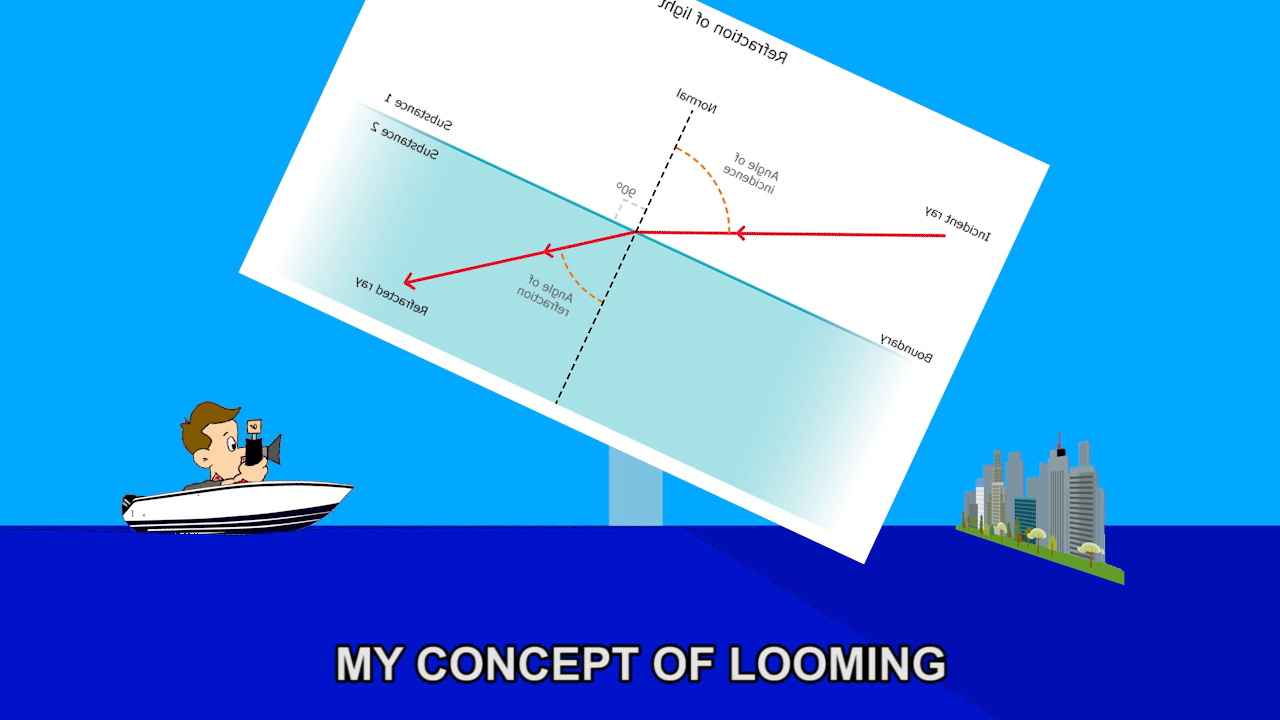 Refraction of light
Normal
Substance 1
Substance 2
Angle of
incidence
90º
Incident ray
Angle of
refraction
Refracted ray
Boundary
MY CONCEPT OF LOOMING